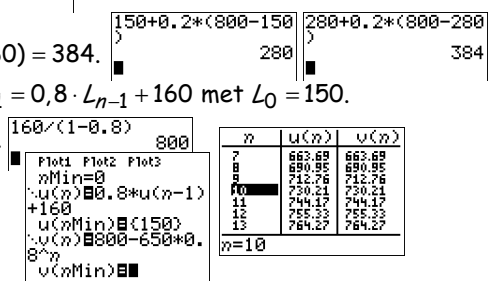 150+0.2*(800-150
)
280
280+0.2*(800-280
)
384
0) = 384.
= 0,8 · Lₙ₋₁ + 160 met L₀ = 150.
160/(1-0.8)
800
Plot1 Plot2 Plot3
nMin=0
u(n)=0.8*u(n-1)
+160
u(nMin)={150}
v(n)=800-650*0.
8^n
v(nMin)=
n u(n) v(n)
7 663.69 663.69
8 690.95 690.95
9 712.76 712.76
10 730.21 730.21
11 744.17 744.17
12 755.33 755.33
13 764.27 764.27
n=10